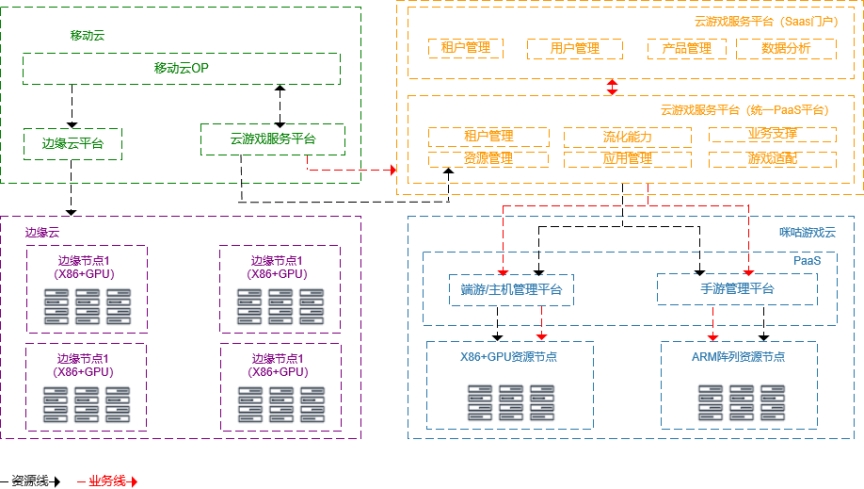 移动云
移动云OP
边缘云平台
云游戏服务平台
云游戏服务平台（Saas门户）
租户管理
用户管理
产品管理
数据分析
云游戏服务平台（统一PaaS平台）
租户管理
流化能力
业务支撑
资源管理
应用管理
游戏适配
边缘云
边缘节点1
（X86+GPU）
边缘节点1
（X86+GPU）
边缘节点1
（X86+GPU）
边缘节点1
（X86+GPU）
咪咕游戏云
PaaS
端游/主机管理平台
手游管理平台
X86+GPU资源节点
ARM阵列资源节点
资源线
业务线